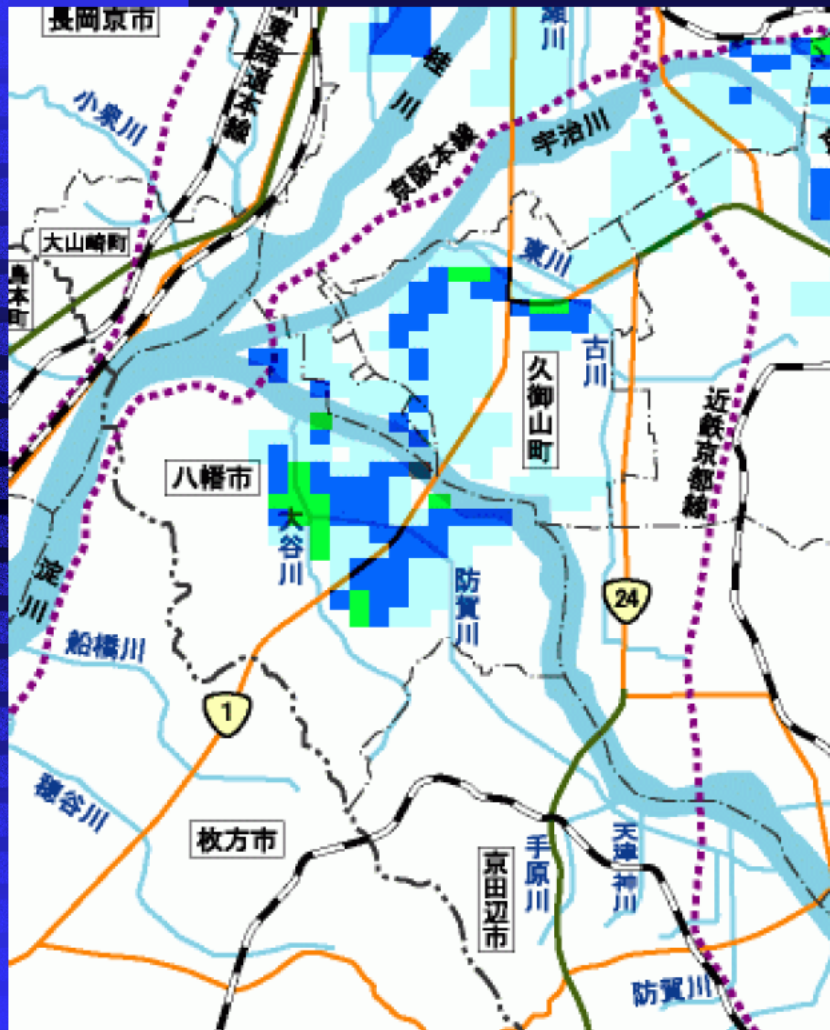 長岡京市
東海道本線
桂川
瀬川
小泉川
京阪本線
宇治川
大山崎町
島本町
東川
古川
久御山町
近鉄京都線
八幡市
大谷川
防賀川
淀川
24
船橋川
1
穂谷川
枚方市
京田辺市
手原川
天津神川
防賀川